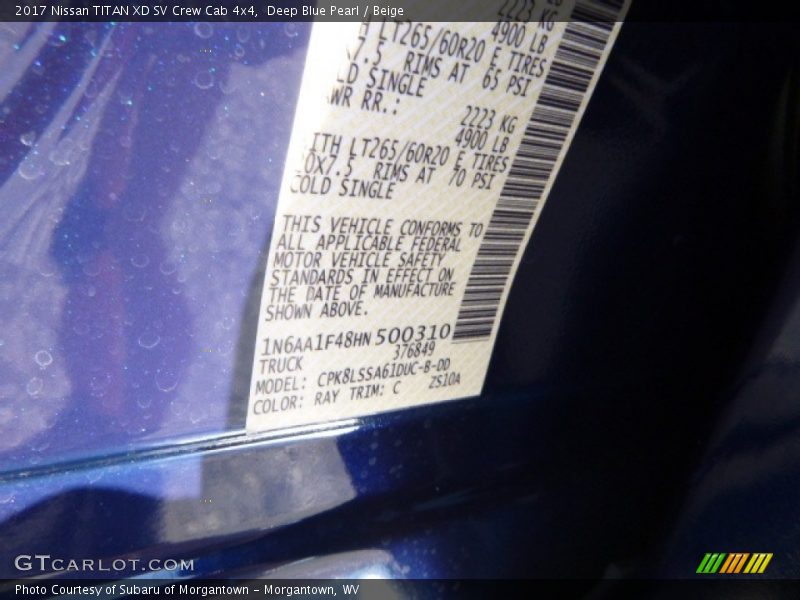 2017 Nissan TITAN XD SV Crew Cab 4x4, Deep Blue Pearl / Beige
2223 KG
4900 LB
LT265/60R20 E TIRES
7.5 RIMS AT 65 PSI
LD SINGLE
WR RR.:
2223 KG
4900 LB
ITH LT265/60R20 E TIRES
0X7.5 RIMS AT 70 PSI
COLD SINGLE
THIS VEHICLE CONFORMS TO
ALL APPLICABLE FEDERAL
MOTOR VEHICLE SAFETY
STANDARDS IN EFFECT ON
THE DATE OF MANUFACTURE
SHOWN ABOVE.
1N6AA1F48HN500310
TRUCK 376849
MODEL: CPK8LSSA61DUC-B-DD
COLOR: RAY TRIM: C ZS10A
GTCARLOT.COM
Photo Courtesy of Subaru of Morgantown - Morgantown, WV